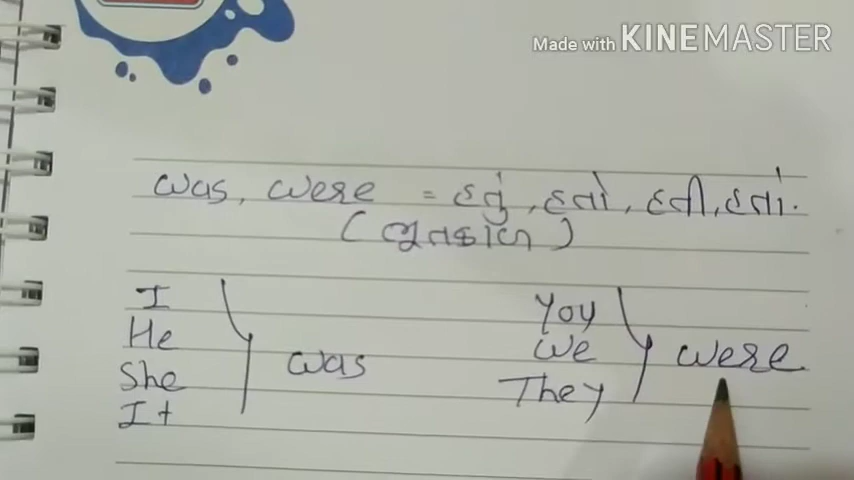 Made with KINEMASTER
was, were = હતું, હતો, હતી, હતાં.
(ભુતકાળ)
I
He
She
It
was
You
We
They
were